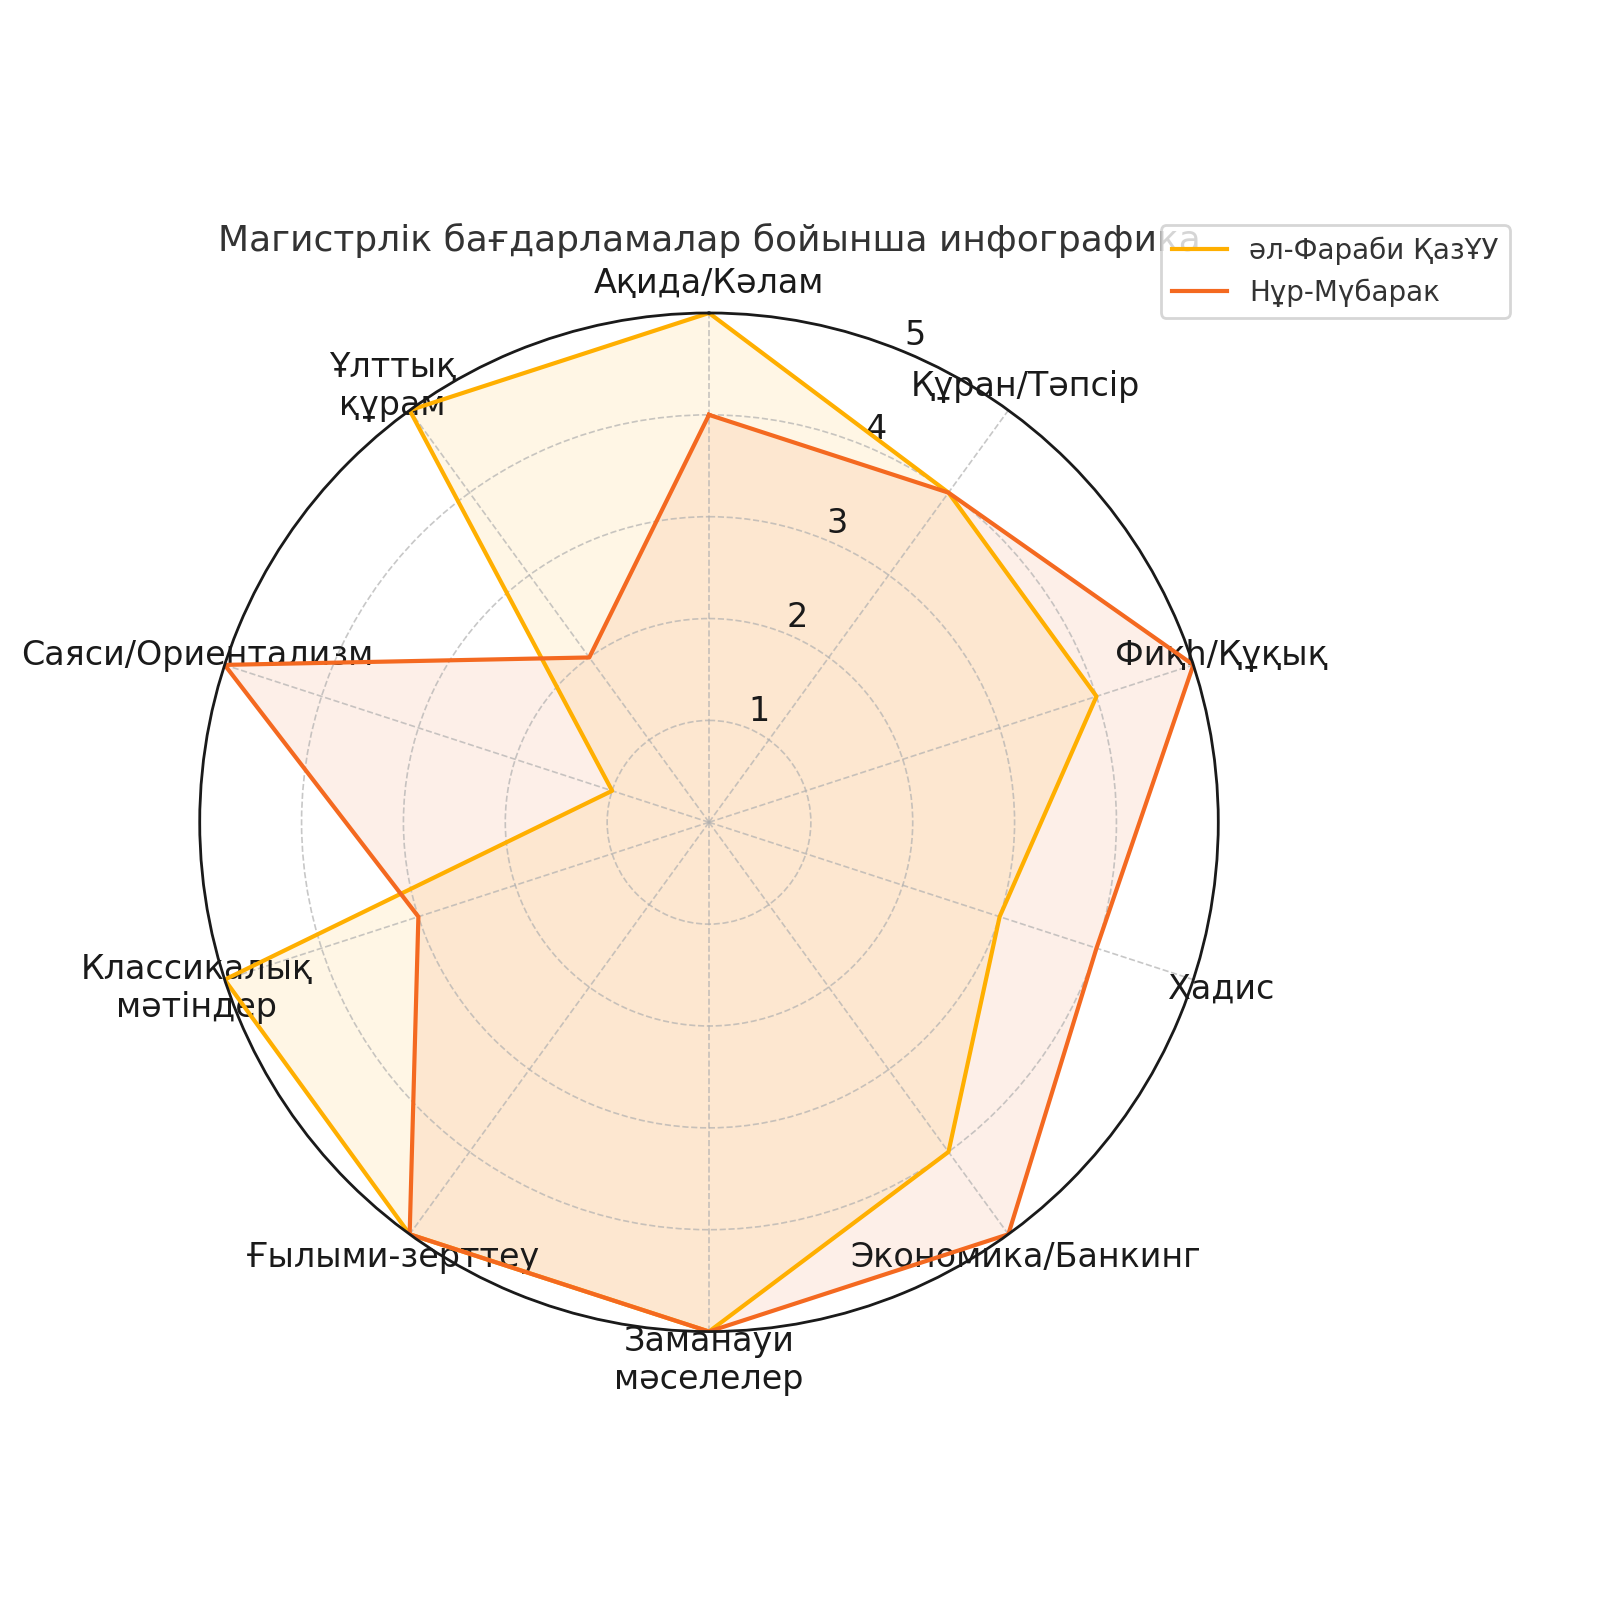 Магистрлік бағдарламалар бойынша инфографика
әл-Фараби ҚазҰУ
Нұр-Мүбарак
Ақида/Кәлам
5
Ұлттық
құрам
Құран/Тәпсір
4
3
2
Саяси/Ориентализм
Фиқһ/Құқық
1
Классикалық
мәтіндер
Хадис
Ғылыми-зерттеу
Экономика/Банкинг
Заманауи
мәселелер